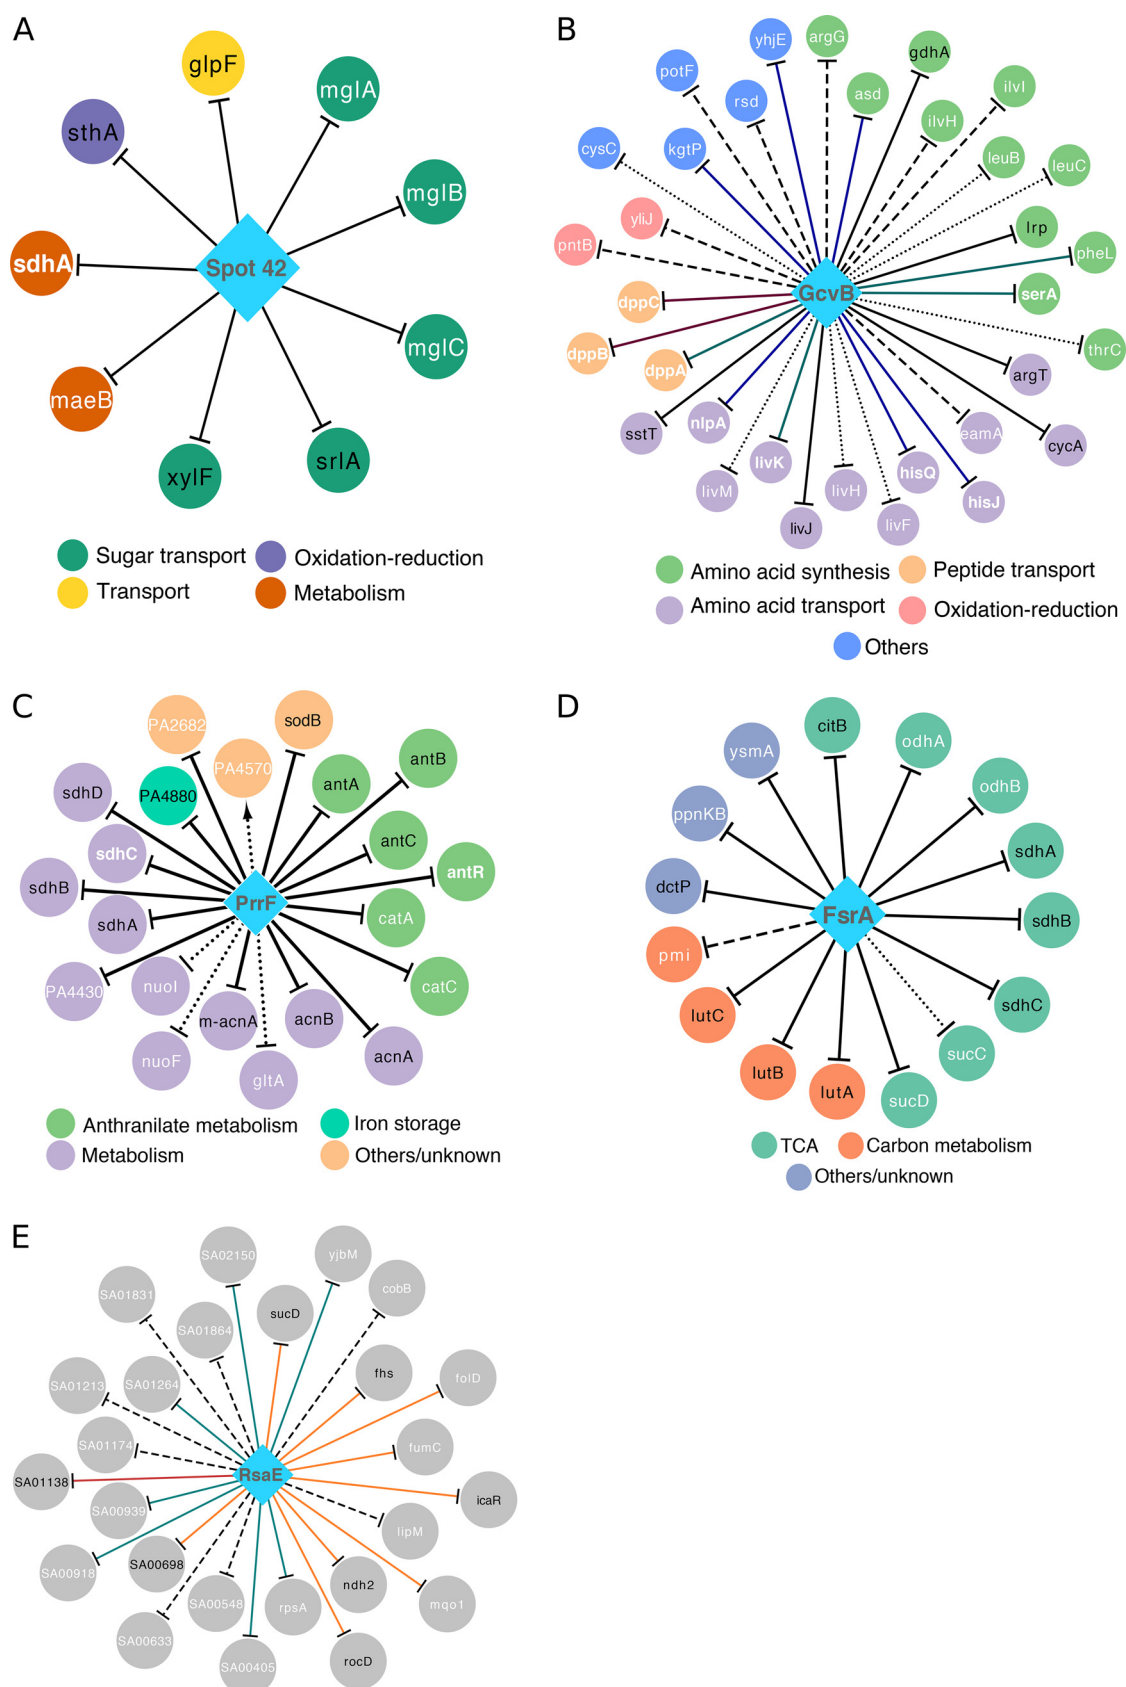 A
glpF
mglA
sthA
mglB
sdhA
Spot 42
mglC
maeB
srlA
xylF
Sugar transport
Oxidation-reduction
Transport
Metabolism
B
yhjE
argG
gdhA
potF
rsd
asd
ilvI
ilvH
cysC
kgtP
leuB
leuC
yliJ
lrp
pntB
pheL
GcvB
serA
dppC
dppB
thrC
dppA
argT
nlpA
sstT
eamA
cycA
livK
hisQ
livM
livH
hisJ
livJ
livF
Amino acid synthesis
Peptide transport
Amino acid transport
Oxidation-reduction
Others
C
PA2682
sodB
PA4570
antB
sdhD
PA4880
antA
sdhC
antC
antR
sdhB
PrrF
catA
sdhA
PA4430
nuoI
catC
m-acnA
acnB
nuoF
acnA
gltA
Anthranilate metabolism
Iron storage
Metabolism
Others/unknown
D
citB
odhA
ysmA
odhB
ppnKB
sdhA
dctP
FsrA
sdhB
pmi
sdhC
lutC
sucC
lutB
lutA
sucD
TCA
Carbon metabolism
Others/unknown
E
SA02150
yjbM
SA01831
cobB
sucD
SA01864
fhs
folD
SA01213
SA01264
SA01174
fumC
RsaE
SA01138
icaR
SA00939
lipM
SA00918
SA00698
ndh2
SA00548
rpsA
mqo1
SA00633
SA00405
rocD